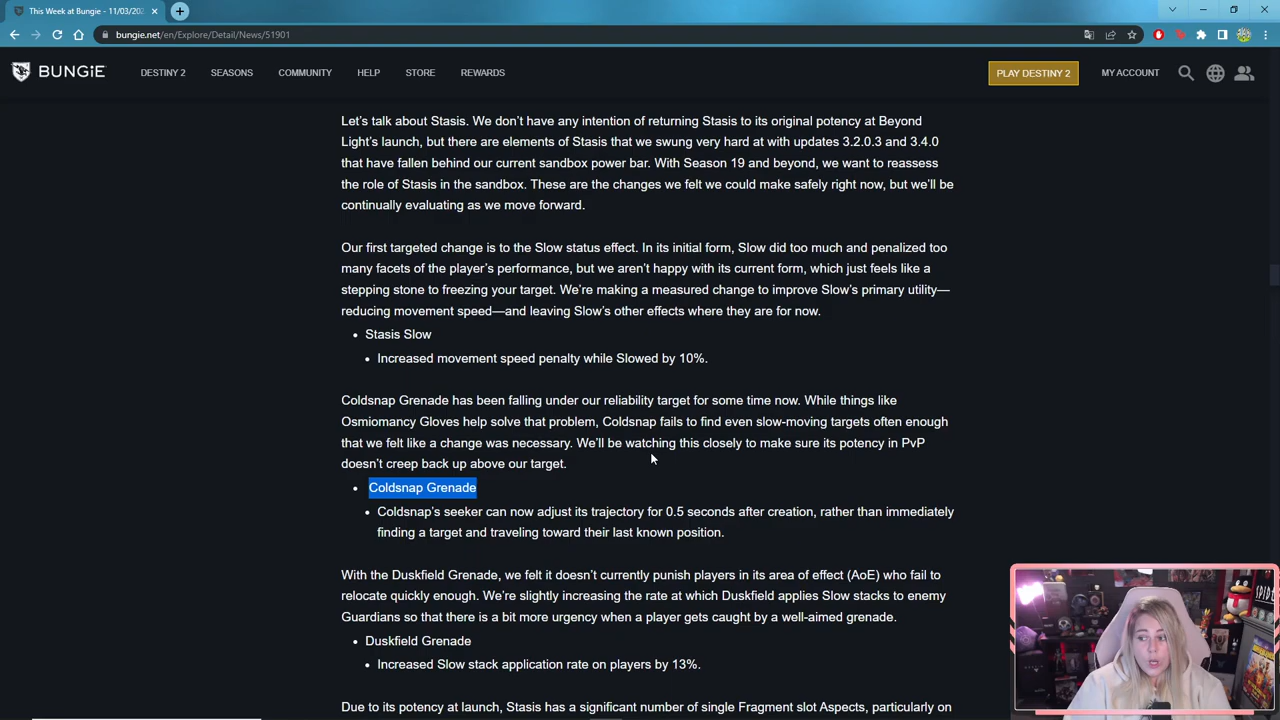 This Week at Bungie - 11/03/202
bungie.net/en/Explore/Detail/News/51901
BUNGiE
DESTINY 2
SEASONS
COMMUNITY
HELP
STORE
REWARDS
PLAY DESTINY 2
MY ACCOUNT
Let's talk about Stasis. We don't have any intention of returning Stasis to its original potency at Beyond
Light's launch, but there are elements of Stasis that we swung very hard at with updates 3.2.0.3 and 3.4.0
that have fallen behind our current sandbox power bar. With Season 19 and beyond, we want to reassess
the role of Stasis in the sandbox. These are the changes we felt we could make safely right now, but we'll be
continually evaluating as we move forward.
Our first targeted change is to the Slow status effect. In its initial form, Slow did too much and penalized too
many facets of the player's performance, but we aren't happy with its current form, which just feels like a
stepping stone to freezing your target. We're making a measured change to improve Slow's primary utility—
reducing movement speed—and leaving Slow's other effects where they are for now.
• Stasis Slow
• Increased movement speed penalty while Slowed by 10%.
Coldsnap Grenade has been falling under our reliability target for some time now. While things like
Osmiomancy Gloves help solve that problem, Coldsnap fails to find even slow-moving targets often enough
that we felt like a change was necessary. We'll be watching this closely to make sure its potency in PvP
doesn't creep back up above our target.
• Coldsnap Grenade
• Coldsnap's seeker can now adjust its trajectory for 0.5 seconds after creation, rather than immediately
finding a target and traveling toward their last known position.
With the Duskfield Grenade, we felt it doesn't currently punish players in its area of effect (AoE) who fail to
relocate quickly enough. We're slightly increasing the rate at which Duskfield applies Slow stacks to enemy
Guardians so that there is a bit more urgency when a player gets caught by a well-aimed grenade.
• Duskfield Grenade
• Increased Slow stack application rate on players by 13%.
Due to its potency at launch, Stasis has a significant number of single Fragment slot Aspects, particularly on